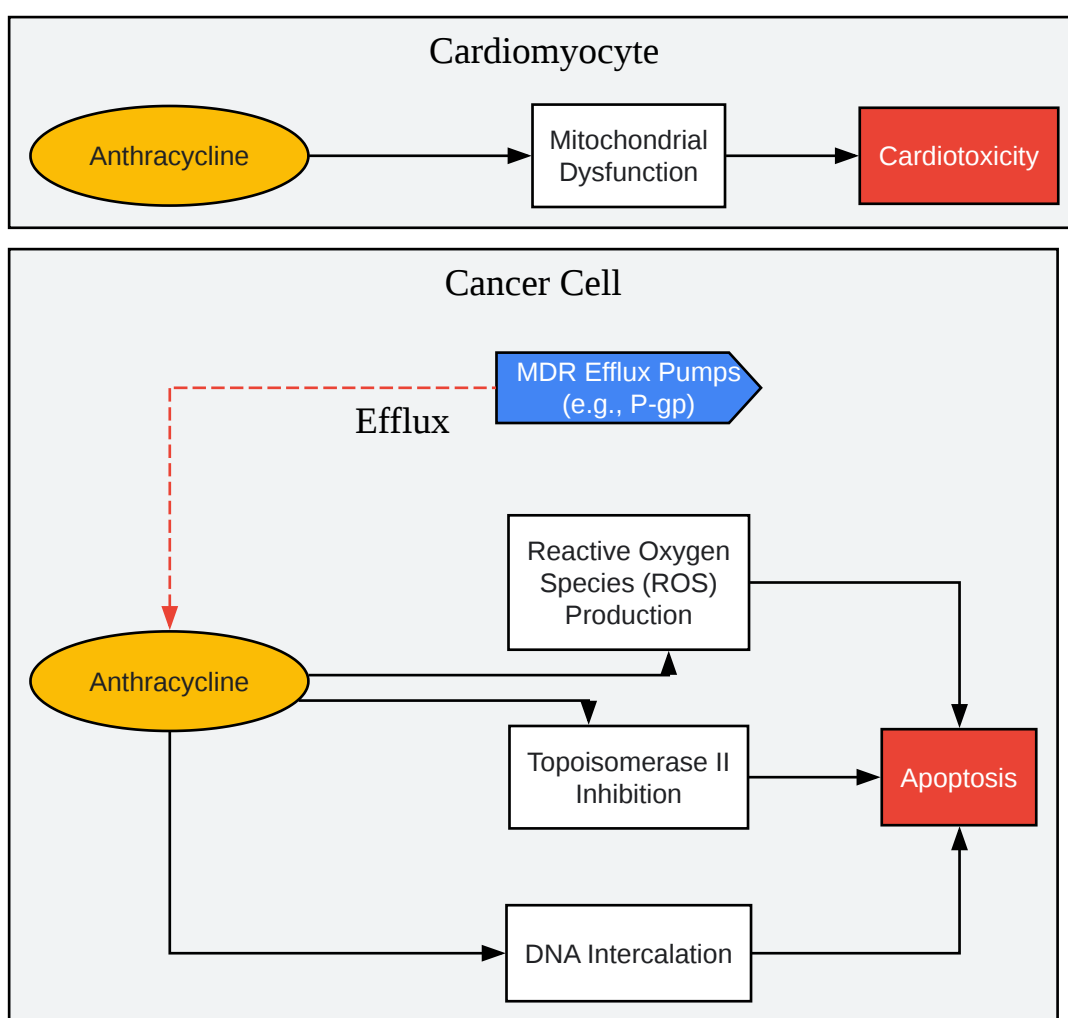 Cardiomyocyte
Anthracycline
Mitochondrial
Dysfunction
Cardiotoxicity
Cancer Cell
MDR Efflux Pumps
(e.g., P-gp)
Efflux
Reactive Oxygen
Species (ROS)
Production
Anthracycline
Topoisomerase II
Inhibition
Apoptosis
DNA Intercalation